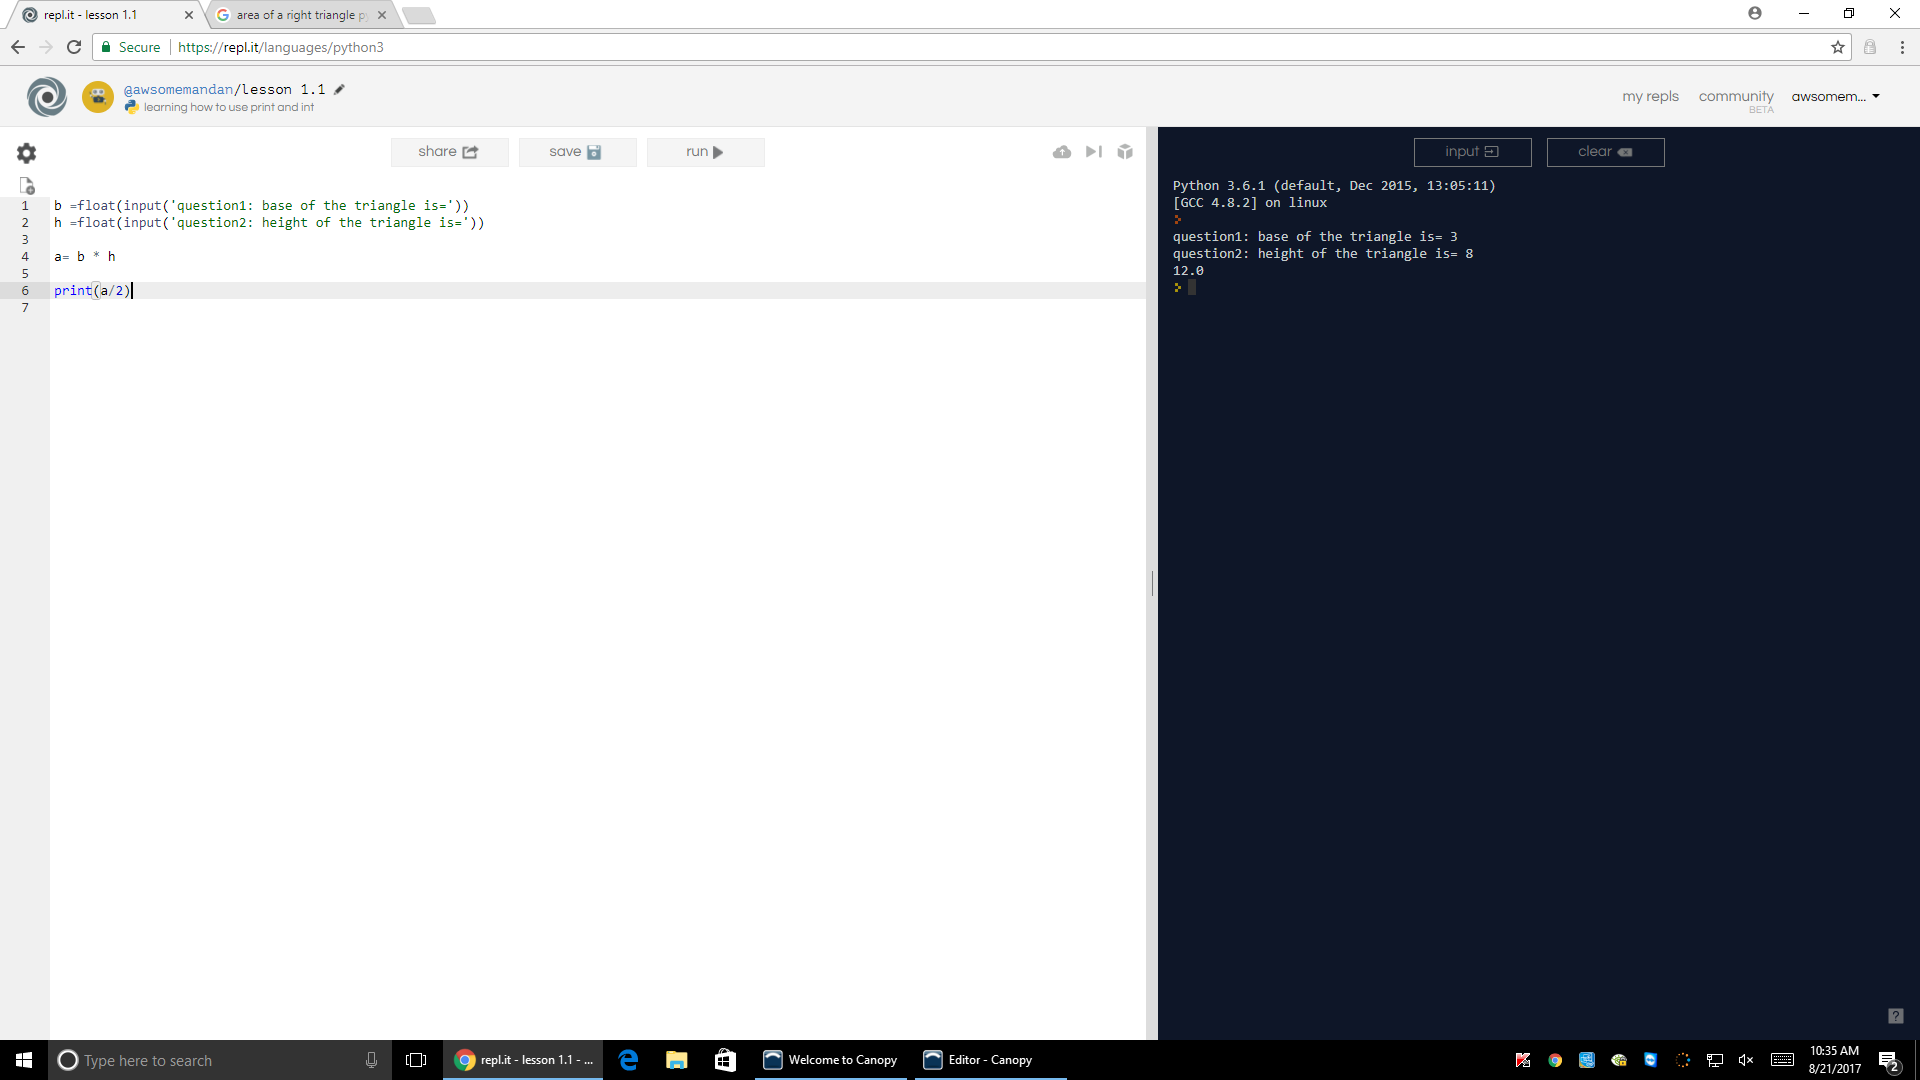 repl.it - lesson 1.1
area of a right triangle p
Secure
https://repl.it/languages/python3
@awsomemandan/lesson 1.1
learning how to use print and int
my repls
community
BETA
awsomem...
share
save
run
input
clear
1 b =float(input('question1: base of the triangle is='))
2 h =float(input('question2: height of the triangle is='))
3
4 a= b * h
5
6 print(a/2)
7
Python 3.6.1 (default, Dec 2015, 13:05:11)
[GCC 4.8.2] on linux
question1: base of the triangle is= 3
question2: height of the triangle is= 8
12.0
?
Type here to search
repl.it - lesson 1.1 - ...
Welcome to Canopy
Editor - Canopy
10:35 AM
8/21/2017
2